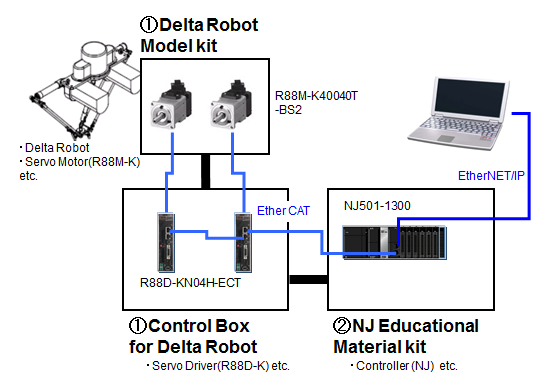 ①Delta Robot
Model kit
R88M-K40040T
-BS2
・Delta Robot
・Servo Motor(R88M-K)
etc.
EtherNET/IP
Ether CAT
NJ501-1300
R88D-KN04H-ECT
①Control Box
for Delta Robot
・Servo Driver(R88D-K) etc.
②NJ Educational
Material kit
・Controller (NJ) etc.